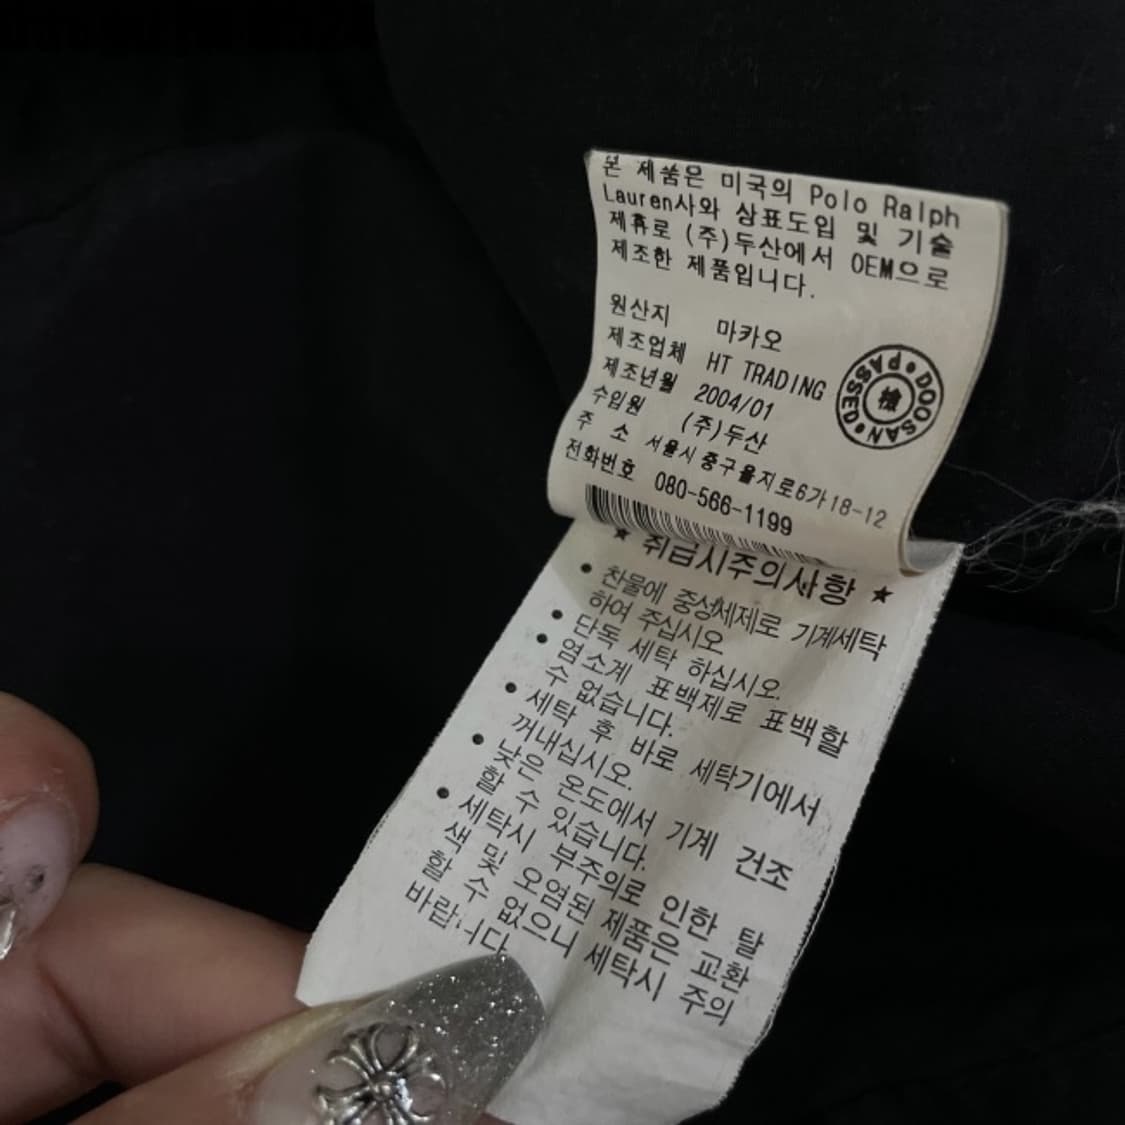 본 제품은 미국의 Polo Ralph
Lauren사와 상표도입 및 기술
제휴로 (주)두산에서 OEM으로
제조한 제품입니다.
원산지 마카오
제조업체 HT TRADING
제조년월 2004/01
수입원 (주)두산
주 소 서울시중구을지로6가18-12
전화번호 080-566-1199
DOOSAN • PASSED •
檢
★ 취급시주의사항 ★
• 찬물에 중성세제로 기계세탁
하여 주십시오
• 단독 세탁 하십시오.
• 염소계 표백제로 표백할
수 없습니다.
• 세탁 후 바로 세탁기에서
꺼내십시오.
• 낮은 온도에서 기계 건조
할 수 있습니다.
• 세탁시 부주의로 인한 탈
색 및 오염된 제품은 교환
할 수 없으니 세탁시 주의
바랍니다.